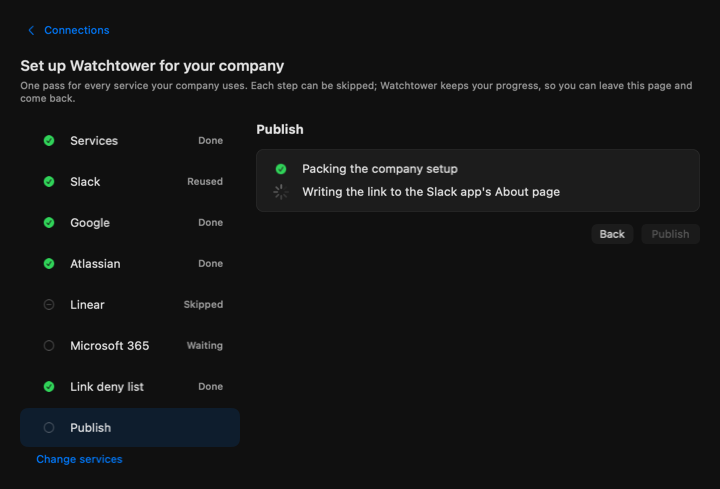 Connections
Set up Watchtower for your company
One pass for every service your company uses. Each step can be skipped; Watchtower keeps your progress, so you can leave this page and
come back.
Services Done
Slack Reused
Google Done
Atlassian Done
Linear Skipped
Microsoft 365 Waiting
Link deny list Done
Publish
Change services
Publish
Packing the company setup
Writing the link to the Slack app's About page
Back Publish